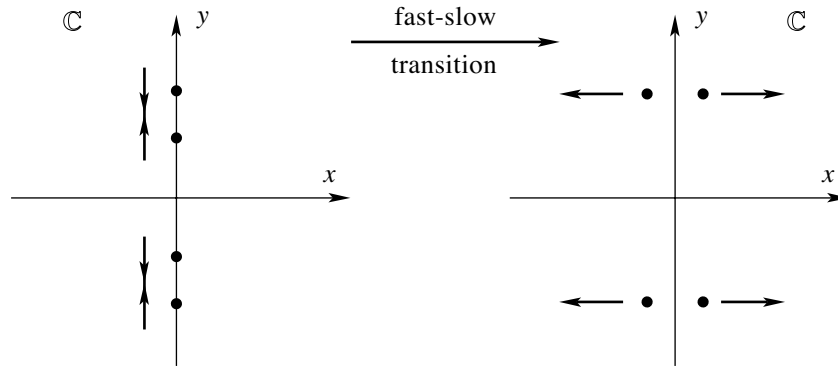 ℂ
y
fast-slow
transition
y
ℂ
x
x